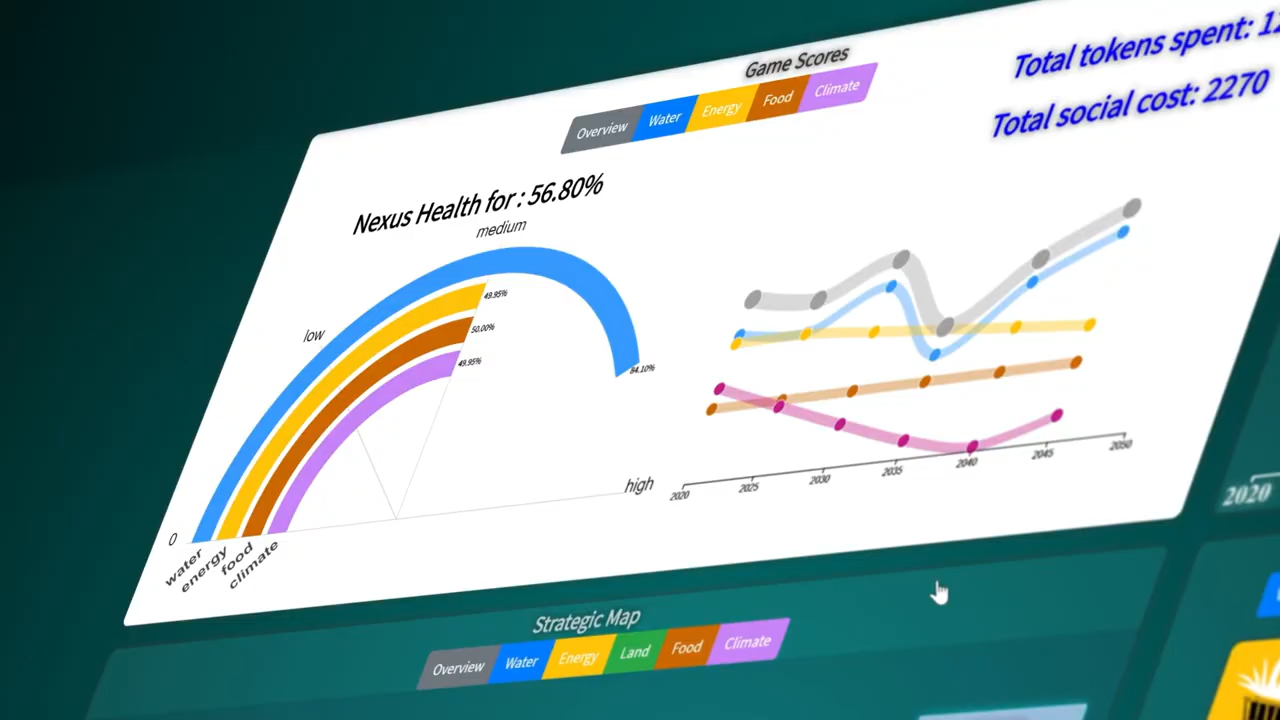 Total tokens spent: 12
Total social cost: 2270
Game Scores
Overview Water Energy Food Climate
Nexus Health for : 56.80%
medium
low
high
0
49.95%
50.00%
49.95%
84.10%
water
energy
food
climate
2020 2025 2030 2035 2040 2045 2050
2020
Strategic Map
Overview Water Energy Land Food Climate